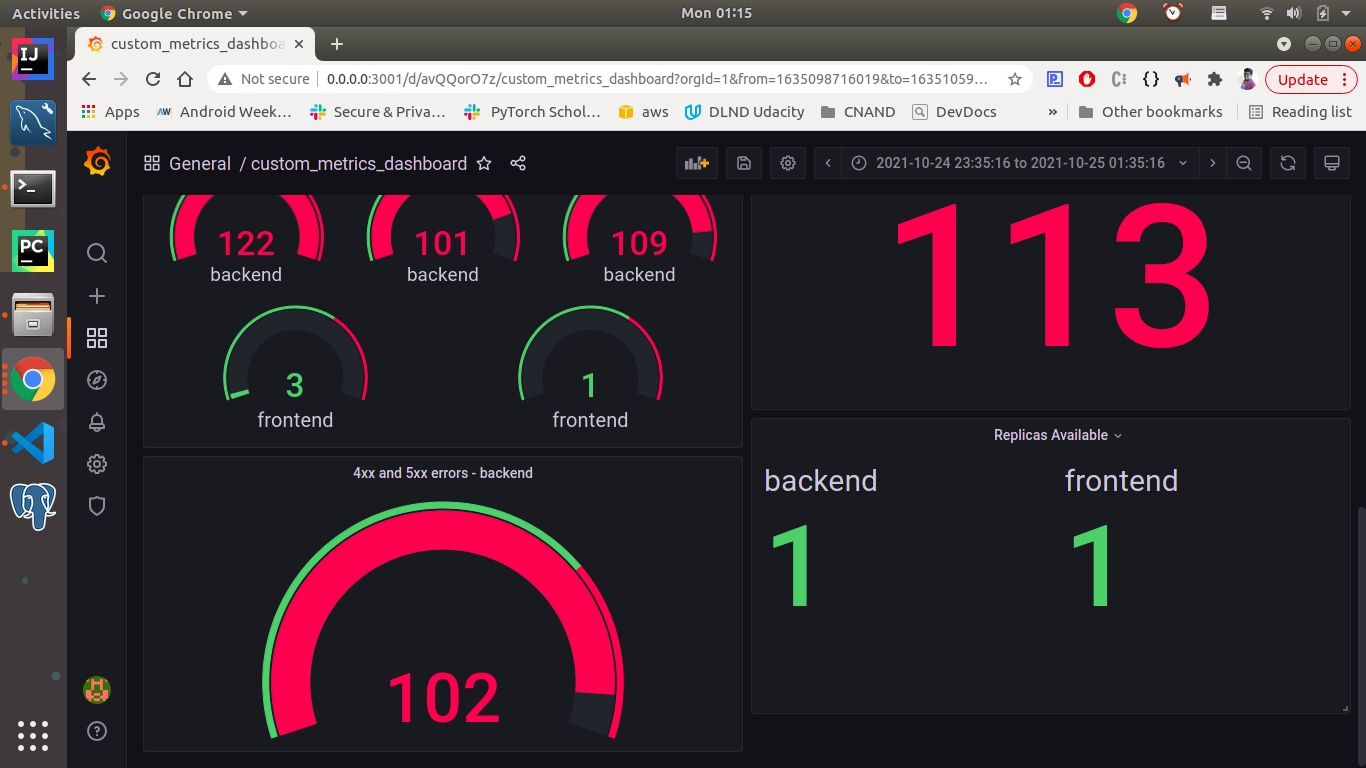 Activities
Google Chrome
Mon 01:15
custom_metrics_dashboa
Not secure
0.0.0.0:3001/d/avQQorO7z/custom_metrics_dashboard?orgId=1&from=1635098716019&to=16351059...
Update
Apps
Android Week...
Secure & Priva...
PyTorch Schol...
aws
DLND Udacity
CNAND
DevDocs
»
Other bookmarks
Reading list
IJ
PC
General / custom_metrics_dashboard
2021-10-24 23:35:16 to 2021-10-25 01:35:16
122
backend
101
backend
109
backend
3
frontend
1
frontend
113
4xx and 5xx errors - backend
102
Replicas Available
backend
1
frontend
1